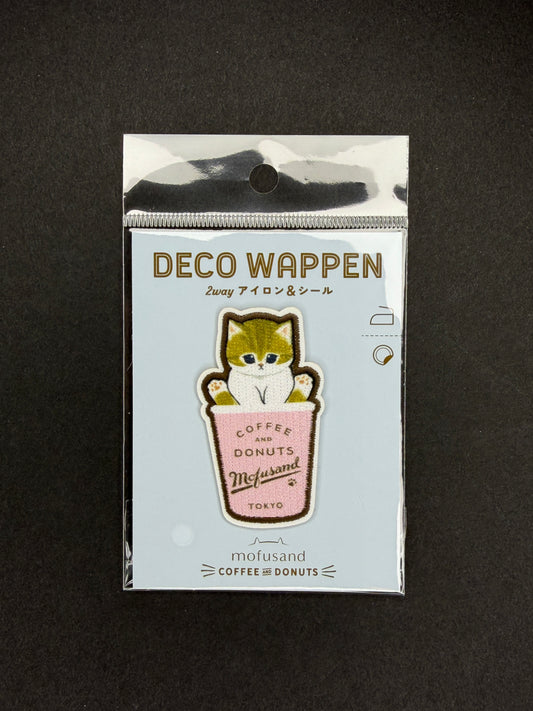 DECO WAPPEN
2way アイロン&シール
COFFEE
AND
DONUTS
Mofusand
TOKYO
mofusand
COFFEE AND DONUTS